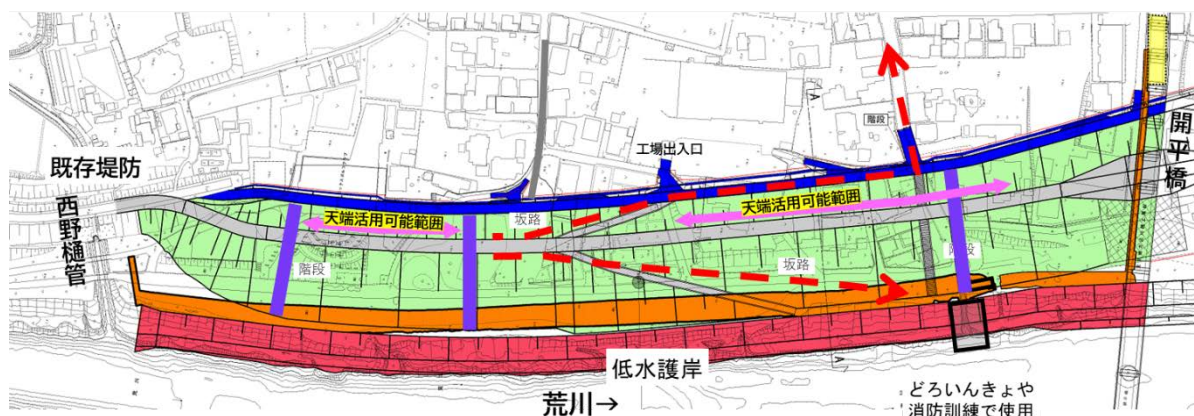 階段
開平橋
工場出入口
既存堤防
西野樋管
坂路
天端活用可能範囲
天端活用可能範囲
階段
坂路
階段
低水護岸
荒川→
どろいんきょや
消防訓練で使用